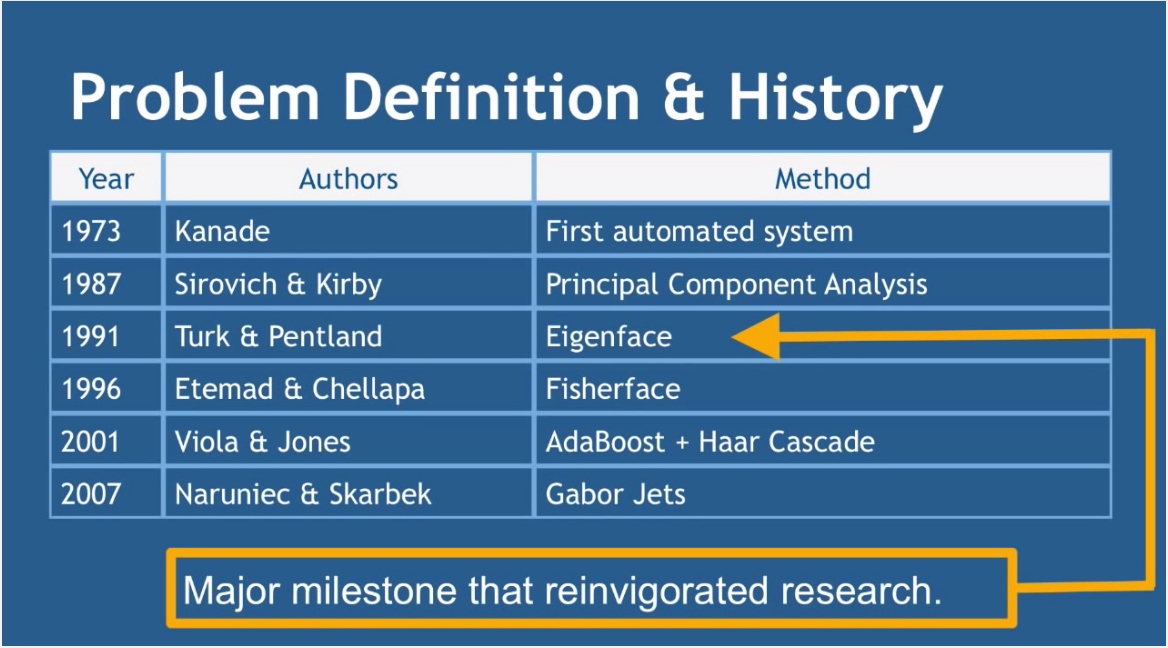 Problem Definition & History
Year Authors Method
1973 Kanade First automated system
1987 Sirovich & Kirby Principal Component Analysis
1991 Turk & Pentland Eigenface
1996 Etemad & Chellapa Fisherface
2001 Viola & Jones AdaBoost + Haar Cascade
2007 Naruniec & Skarbek Gabor Jets
Major milestone that reinvigorated research.